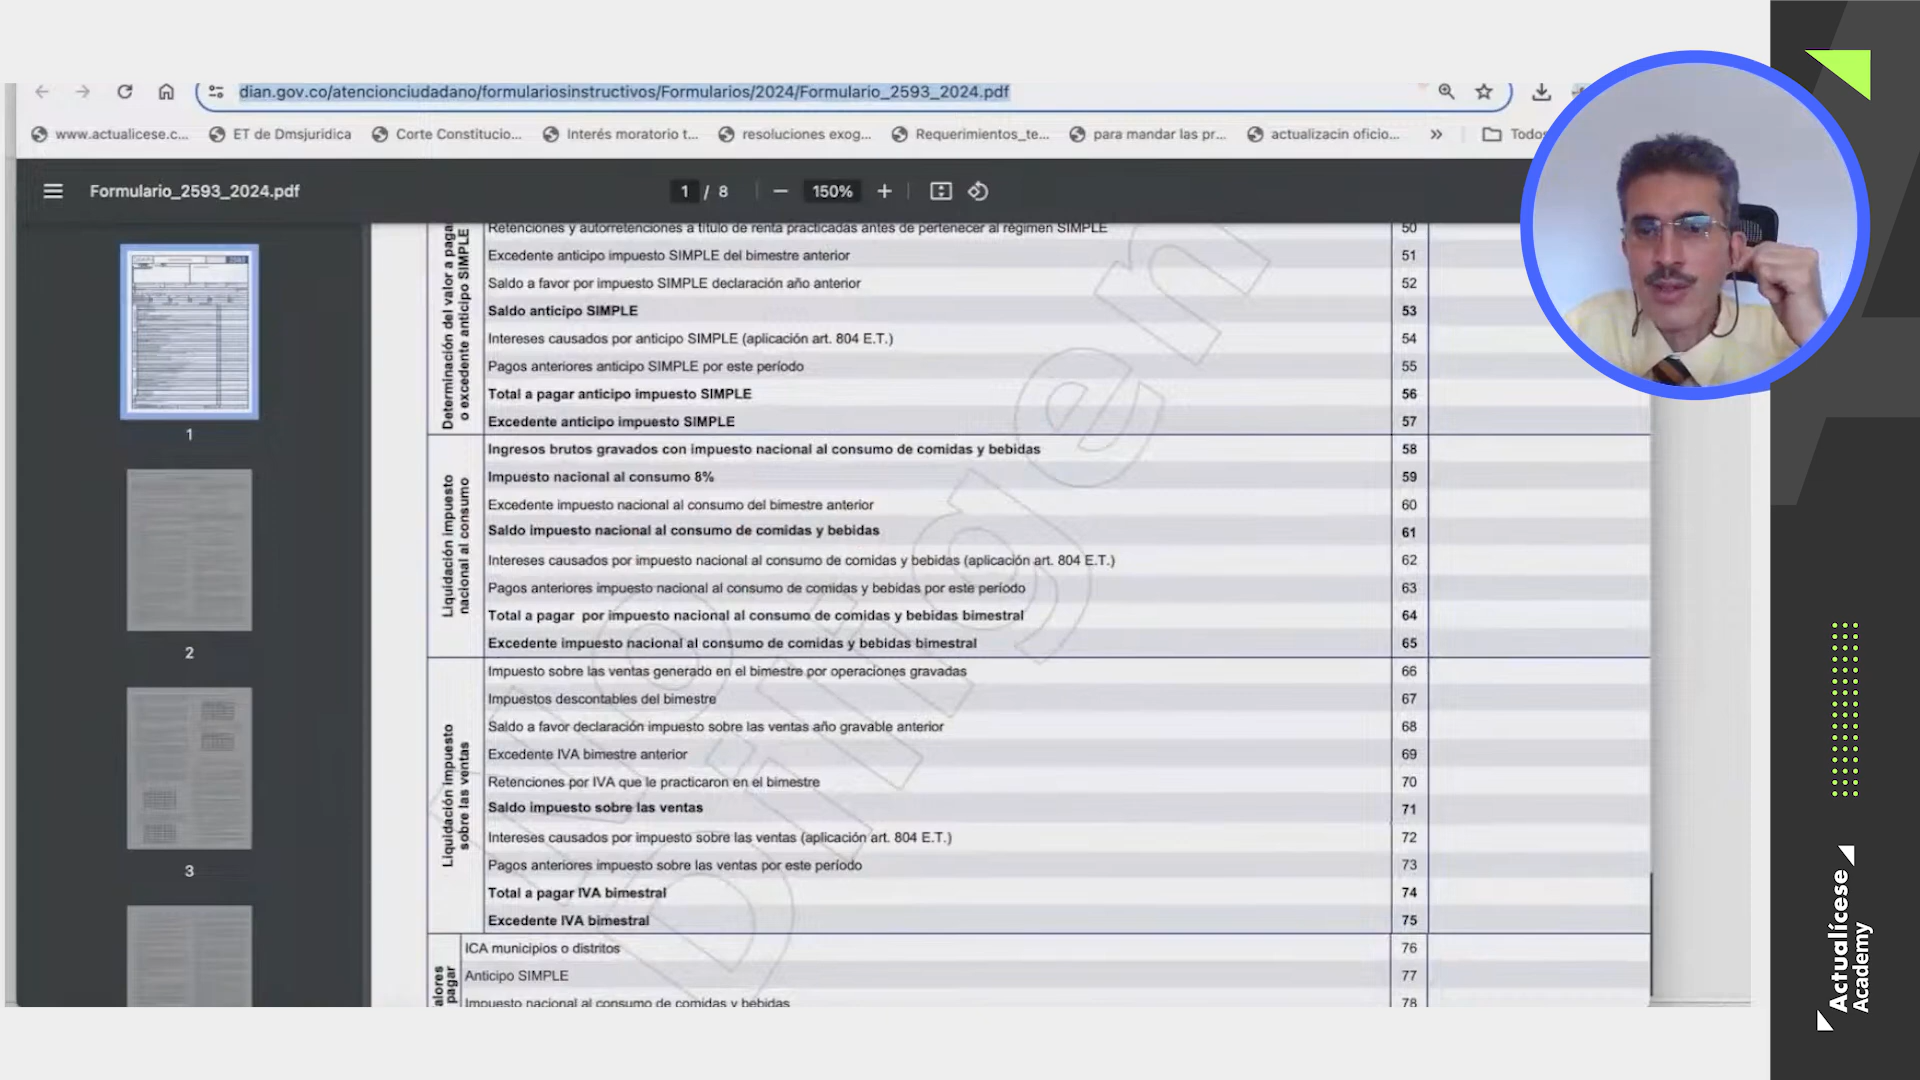 dian.gov.co/atencionciudadano/formulariosinstructivos/Formularios/2024/Formulario_2593_2024.pdf
www.actualicese.c... ET de Dmsjuridica Corte Constitucio... Interés moratorio t... resoluciones exog... Requerimientos_te... para mandar las pr... actualizacin oficio... » Todos
Formulario_2593_2024.pdf 1 / 8 150%
1
2
3
Determinación del valor a pagar
o excedente anticipo SIMPLE
Retenciones y autorretenciones a título de renta practicadas antes de pertenecer al régimen SIMPLE 50
Excedente anticipo impuesto SIMPLE del bimestre anterior 51
Saldo a favor por impuesto SIMPLE declaración año anterior 52
Saldo anticipo SIMPLE 53
Intereses causados por anticipo SIMPLE (aplicación art. 804 E.T.) 54
Pagos anteriores anticipo SIMPLE por este período 55
Total a pagar anticipo impuesto SIMPLE 56
Excedente anticipo impuesto SIMPLE 57
Liquidación impuesto
nacional al consumo
Ingresos brutos gravados con impuesto nacional al consumo de comidas y bebidas 58
Impuesto nacional al consumo 8% 59
Excedente impuesto nacional al consumo del bimestre anterior 60
Saldo impuesto nacional al consumo de comidas y bebidas 61
Intereses causados por impuesto nacional al consumo de comidas y bebidas (aplicación art. 804 E.T.) 62
Pagos anteriores impuesto nacional al consumo de comidas y bebidas por este período 63
Total a pagar por impuesto nacional al consumo de comidas y bebidas bimestral 64
Excedente impuesto nacional al consumo de comidas y bebidas bimestral 65
Liquidación impuesto
sobre las ventas
Impuesto sobre las ventas generado en el bimestre por operaciones gravadas 66
Impuestos descontables del bimestre 67
Saldo a favor declaración impuesto sobre las ventas año gravable anterior 68
Excedente IVA bimestre anterior 69
Retenciones por IVA que le practicaron en el bimestre 70
Saldo impuesto sobre las ventas 71
Intereses causados por impuesto sobre las ventas (aplicación art. 804 E.T.) 72
Pagos anteriores impuesto sobre las ventas por este período 73
Total a pagar IVA bimestral 74
Excedente IVA bimestral 75
alores
pagar
ICA municipios o distritos 76
Anticipo SIMPLE 77
Impuesto nacional al consumo de comidas y bebidas 78
Actualícese
Academy